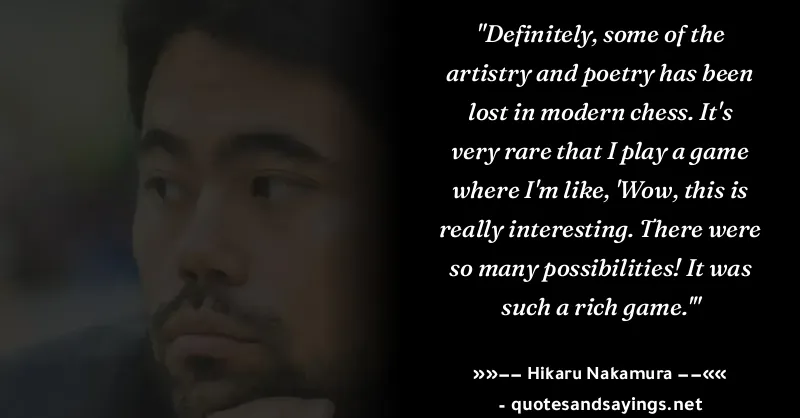 "Definitely, some of the
artistry and poetry has been
lost in modern chess. It's
very rare that I play a game
where I'm like, 'Wow, this is
really interesting. There were
so many possibilities! It was
such a rich game.'"
»»–– Hikaru Nakamura ––««
- quotesandsayings.net